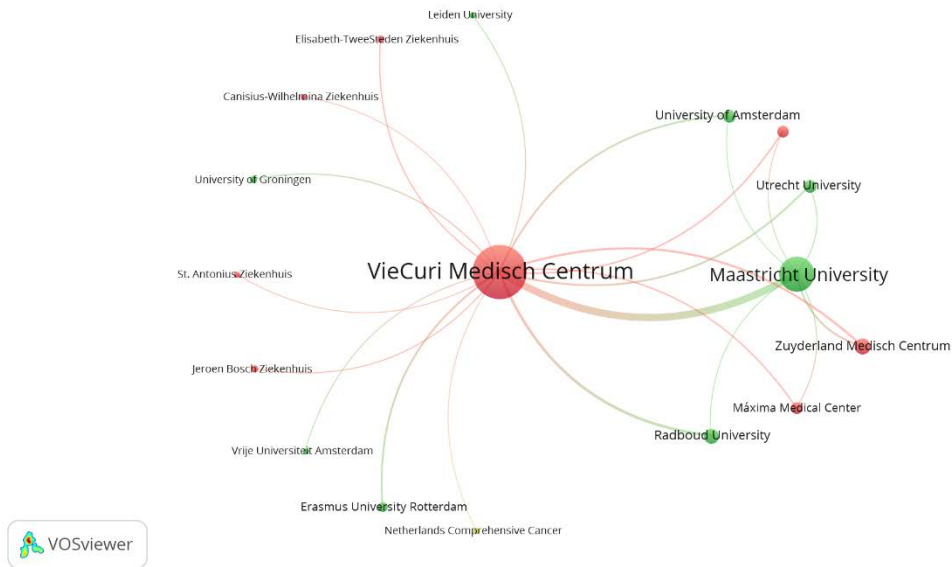 Leiden University
Elisabeth-TweeSteden Ziekenhuis
Canisius-Wilhelmina Ziekenhuis
University of Amsterdam
University of Groningen
Utrecht University
VieCuri Medisch Centrum
Maastricht University
St. Antonius Ziekenhuis
Zuyderland Medisch Centrum
Jeroen Bosch Ziekenhuis
Máxima Medical Center
Radboud University
Vrije Universiteit Amsterdam
Erasmus University Rotterdam
Netherlands Comprehensive Cancer
VOSviewer